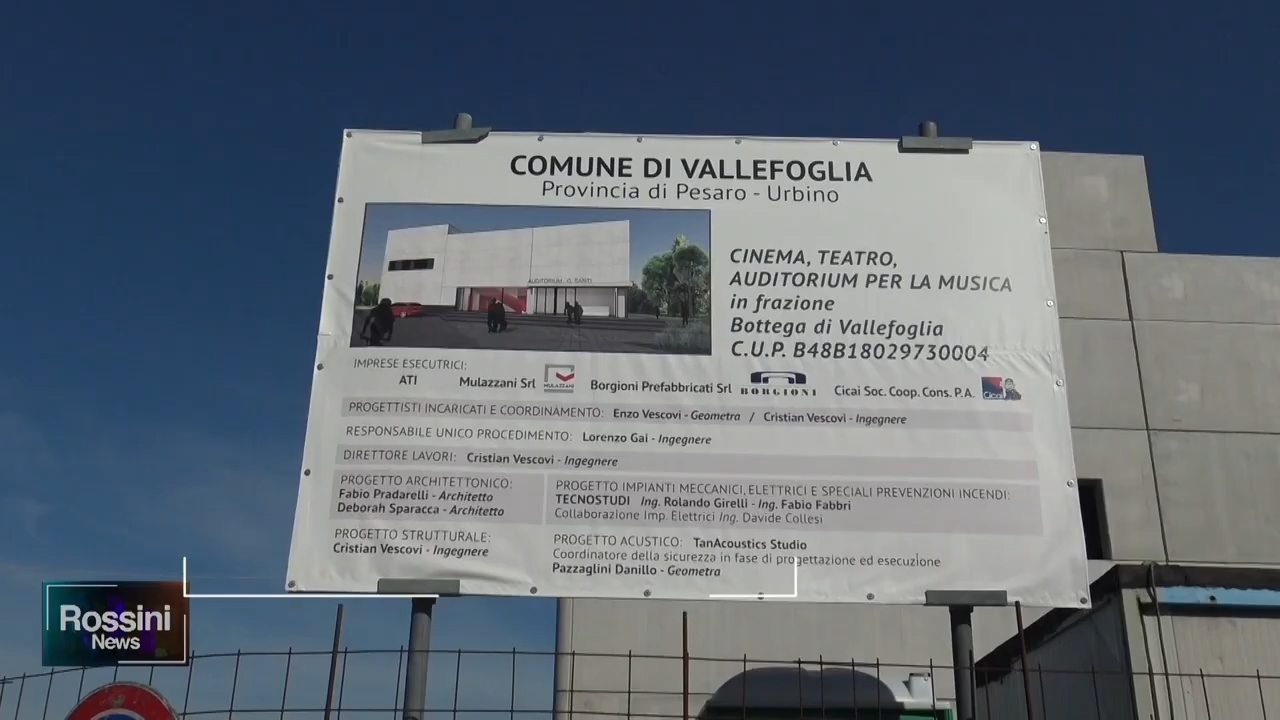 COMUNE DI VALLEFOGLIA
Provincia di Pesaro - Urbino
AUDITORIUM G. SANTI
CINEMA, TEATRO,
AUDITORIUM PER LA MUSICA
in frazione
Bottega di Vallefoglia
C.U.P. B48B18029730004
IMPRESE ESECUTRICI:
ATI Mulazzani Srl MULAZZANI Borgioni Prefabbricati Srl BORGIONI Cicai Soc. Coop. Cons. P.A. Cicai
PROGETTISTI INCARICATI E COORDINAMENTO: Enzo Vescovi - Geometra / Cristian Vescovi - Ingegnere
RESPONSABILE UNICO PROCEDIMENTO: Lorenzo Gai - Ingegnere
DIRETTORE LAVORI: Cristian Vescovi - Ingegnere
PROGETTO ARCHITETTONICO:
Fabio Pradarelli - Architetto
Deborah Sparacca - Architetto
PROGETTO IMPIANTI MECCANICI, ELETTRICI E SPECIALI PREVENZIONI INCENDI:
TECNOSTUDI Ing. Rolando Girelli - Ing. Fabio Fabbri
Collaborazione Imp. Elettrici Ing. Davide Collesi
PROGETTO STRUTTURALE:
Cristian Vescovi - Ingegnere
PROGETTO ACUSTICO: TanAcoustics Studio
Coordinatore della sicurezza in fase di progettazione ed esecuzione
Pazzaglini Danillo - Geometra
Rossini
News